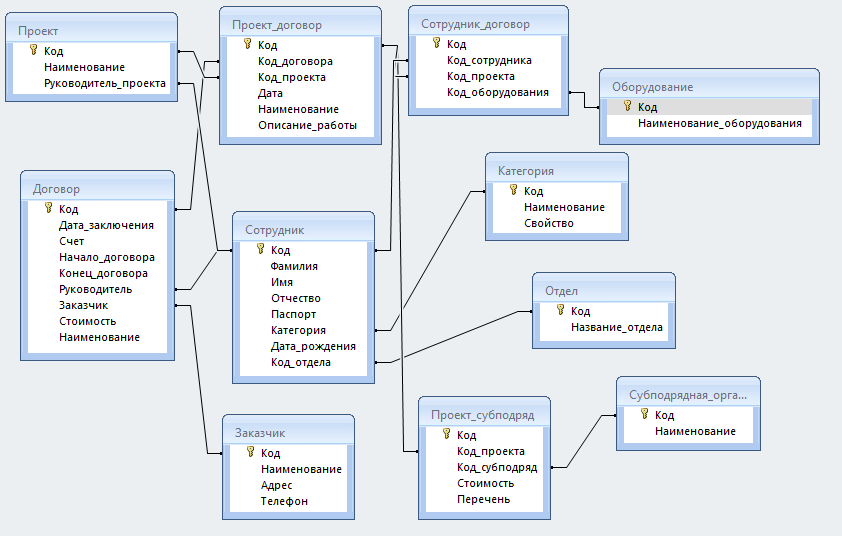 Проект
Код
Наименование
Руководитель_проекта
Проект_договор
Код
Код_договора
Код_проекта
Дата
Наименование
Описание_работы
Сотрудник_договор
Код
Код_сотрудника
Код_проекта
Код_оборудования
Оборудование
Код
Наименование_оборудования
Договор
Код
Дата_заключения
Счет
Начало_договора
Конец_договора
Руководитель
Заказчик
Стоимость
Наименование
Сотрудник
Код
Фамилия
Имя
Отчество
Паспорт
Категория
Дата_рождения
Код_отдела
Категория
Код
Наименование
Свойство
Отдел
Код
Название_отдела
Заказчик
Код
Наименование
Адрес
Телефон
Проект_субподряд
Код
Код_проекта
Код_субподряд
Стоимость
Перечень
Субподрядная_орга...
Код
Наименование